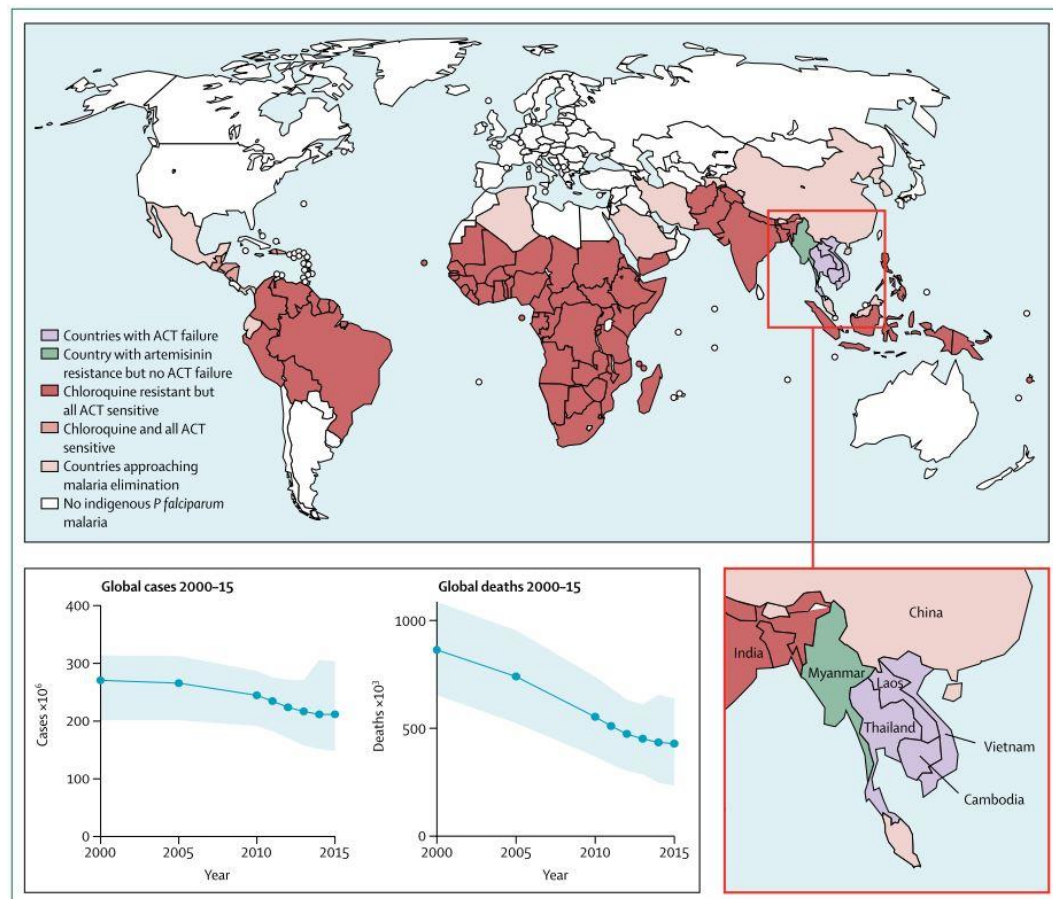 Countries with ACT failure
Country with artemisinin
resistance but no ACT failure
Chloroquine resistant but
all ACT sensitive
Chloroquine and all ACT
sensitive
Countries approaching
malaria elimination
No indigenous P falciparum
malaria
Global cases 2000–15
400
300
200
100
0
Cases ×10⁶
2000
2005
2010
2015
Year
Global deaths 2000–15
1000
500
0
Deaths ×10³
2000
2005
2010
2015
Year
China
India
Myanmar
Laos
Thailand
Vietnam
Cambodia